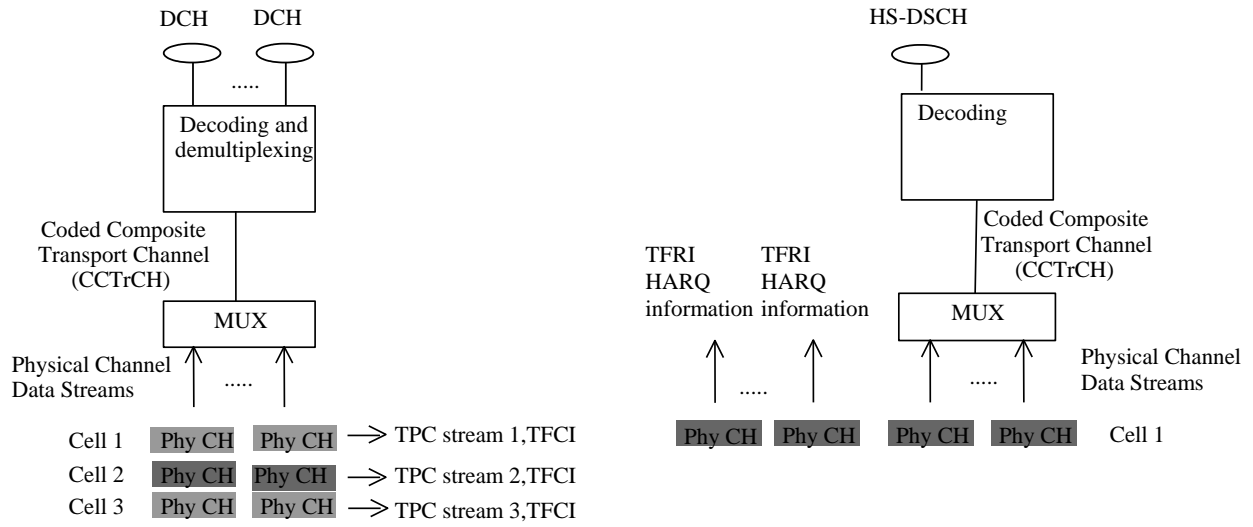 DCH
DCH
.....
Decoding and
demultiplexing
Coded Composite
Transport Channel
(CCTrCH)
MUX
Physical Channel
Data Streams
.....
Cell 1
Phy CH
Phy CH
TPC stream 1,TFCI
Cell 2
Phy CH
Phy CH
TPC stream 2,TFCI
Cell 3
Phy CH
Phy CH
TPC stream 3,TFCI
HS-DSCH
Decoding
Coded Composite
Transport Channel
(CCTrCH)
TFRI
HARQ
information
TFRI
HARQ
information
MUX
Physical Channel
Data Streams
.....
.....
Phy CH
Phy CH
Phy CH
Phy CH
Cell 1